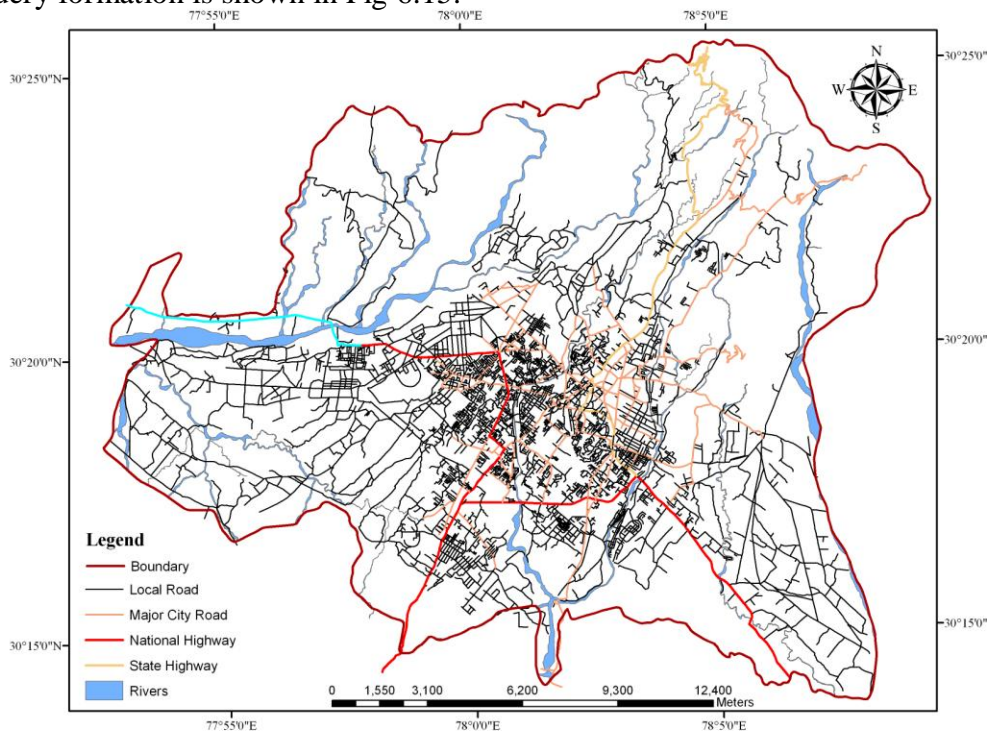 uery formation is shown in Fig 6.15.
77°55'0"E 78°0'0"E 78°5'0"E
30°25'0"N 30°25'0"N
N
W E
S
30°20'0"N 30°20'0"N
Legend
Boundary
Local Road
Major City Road
National Highway
State Highway
Rivers
30°15'0"N 30°15'0"N
0 1,550 3,100 6,200 9,300 12,400
Meters
77°55'0"E 78°0'0"E 78°5'0"E